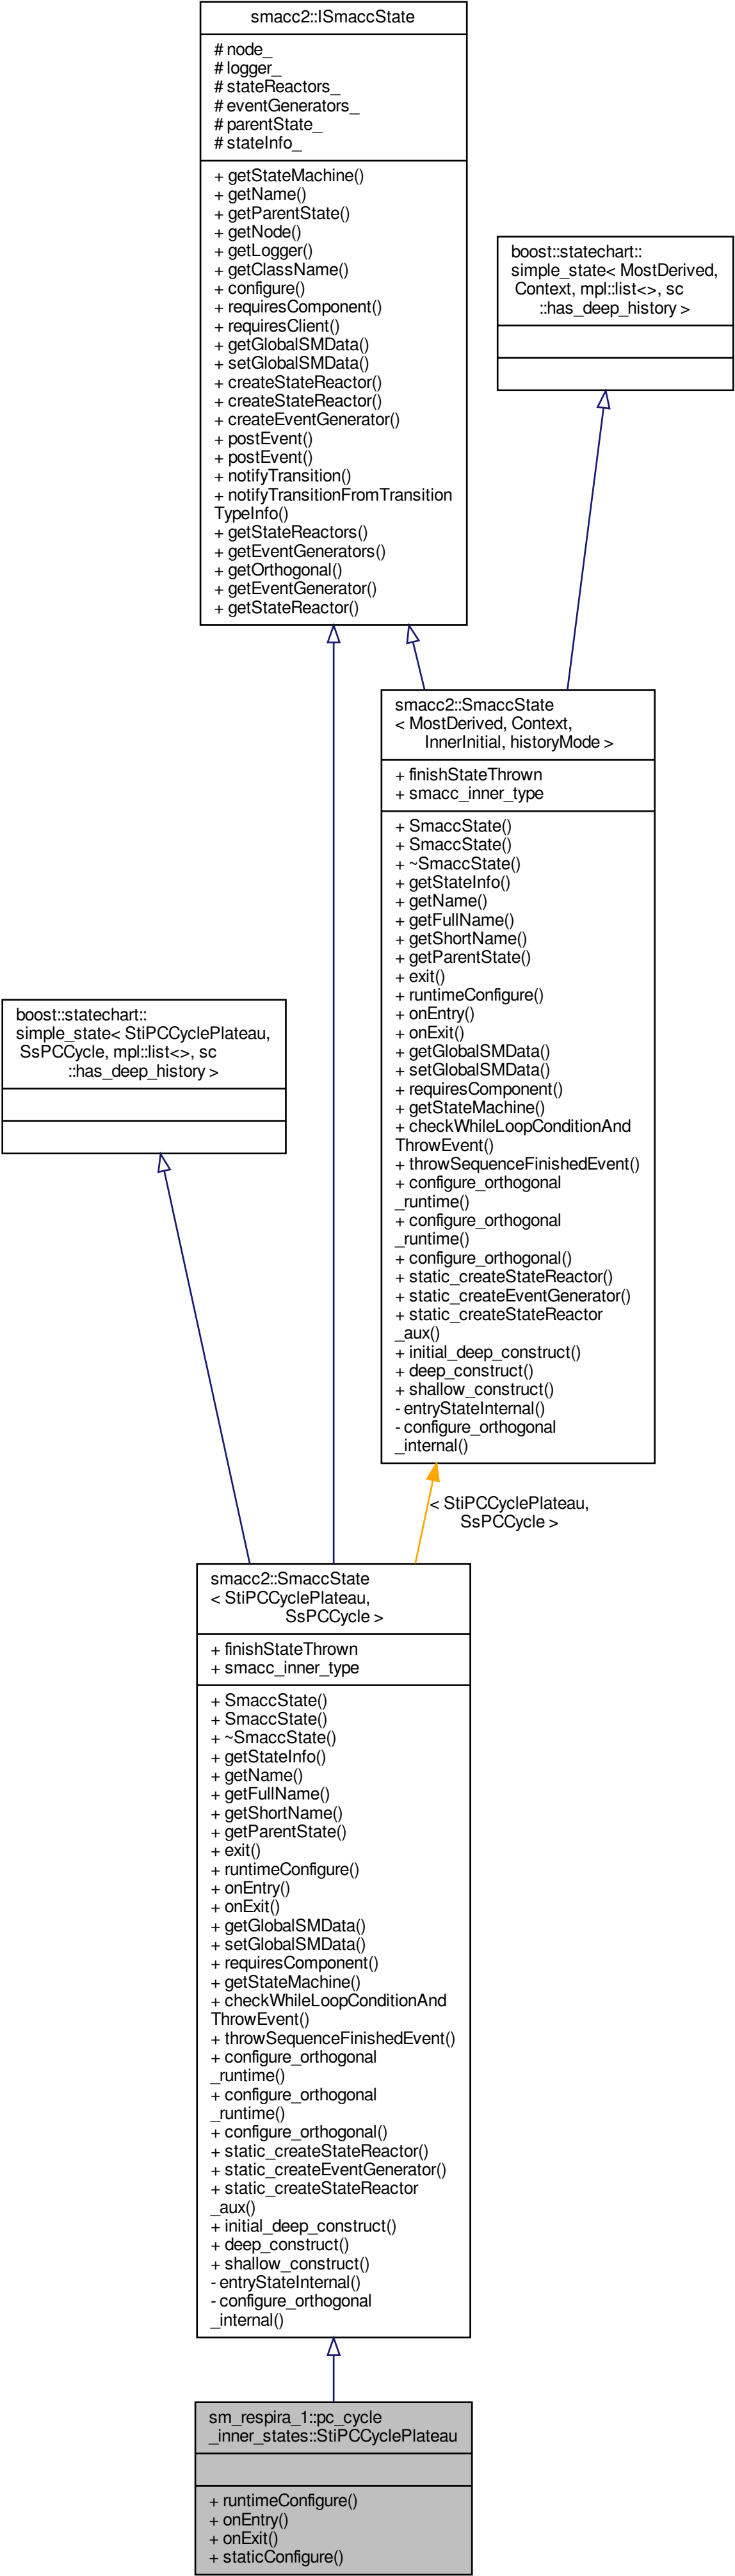 smacc2::ISmaccState
# node_
# logger_
# stateReactors_
# eventGenerators_
# parentState_
# stateInfo_
+ getStateMachine()
+ getName()
+ getParentState()
+ getNode()
+ getLogger()
+ getClassName()
+ configure()
+ requiresComponent()
+ requiresClient()
+ getGlobalSMData()
+ setGlobalSMData()
+ createStateReactor()
+ createStateReactor()
+ createEventGenerator()
+ postEvent()
+ postEvent()
+ notifyTransition()
+ notifyTransitionFromTransition
TypeInfo()
+ getStateReactors()
+ getEventGenerators()
+ getOrthogonal()
+ getEventGenerator()
+ getStateReactor()
boost::statechart::
simple_state< MostDerived,
Context, mpl::list<>, sc
::has_deep_history >
smacc2::SmaccState
< MostDerived, Context,
InnerInitial, historyMode >
+ finishStateThrown
+ smacc_inner_type
+ SmaccState()
+ SmaccState()
+ ~SmaccState()
+ getStateInfo()
+ getName()
+ getFullName()
+ getShortName()
+ getParentState()
+ exit()
+ runtimeConfigure()
+ onEntry()
+ onExit()
+ getGlobalSMData()
+ setGlobalSMData()
+ requiresComponent()
+ getStateMachine()
+ checkWhileLoopConditionAnd
ThrowEvent()
+ throwSequenceFinishedEvent()
+ configure_orthogonal
_runtime()
+ configure_orthogonal
_runtime()
+ configure_orthogonal()
+ static_createStateReactor()
+ static_createEventGenerator()
+ static_createStateReactor
_aux()
+ initial_deep_construct()
+ deep_construct()
+ shallow_construct()
- entryStateInternal()
- configure_orthogonal
_internal()
boost::statechart::
simple_state< StiPCCyclePlateau,
SsPCCycle, mpl::list<>, sc
::has_deep_history >
< StiPCCyclePlateau,
SsPCCycle >
smacc2::SmaccState
< StiPCCyclePlateau,
SsPCCycle >
+ finishStateThrown
+ smacc_inner_type
+ SmaccState()
+ SmaccState()
+ ~SmaccState()
+ getStateInfo()
+ getName()
+ getFullName()
+ getShortName()
+ getParentState()
+ exit()
+ runtimeConfigure()
+ onEntry()
+ onExit()
+ getGlobalSMData()
+ setGlobalSMData()
+ requiresComponent()
+ getStateMachine()
+ checkWhileLoopConditionAnd
ThrowEvent()
+ throwSequenceFinishedEvent()
+ configure_orthogonal
_runtime()
+ configure_orthogonal
_runtime()
+ configure_orthogonal()
+ static_createStateReactor()
+ static_createEventGenerator()
+ static_createStateReactor
_aux()
+ initial_deep_construct()
+ deep_construct()
+ shallow_construct()
- entryStateInternal()
- configure_orthogonal
_internal()
sm_respira_1::pc_cycle
_inner_states::StiPCCyclePlateau
+ runtimeConfigure()
+ onEntry()
+ onExit()
+ staticConfigure()